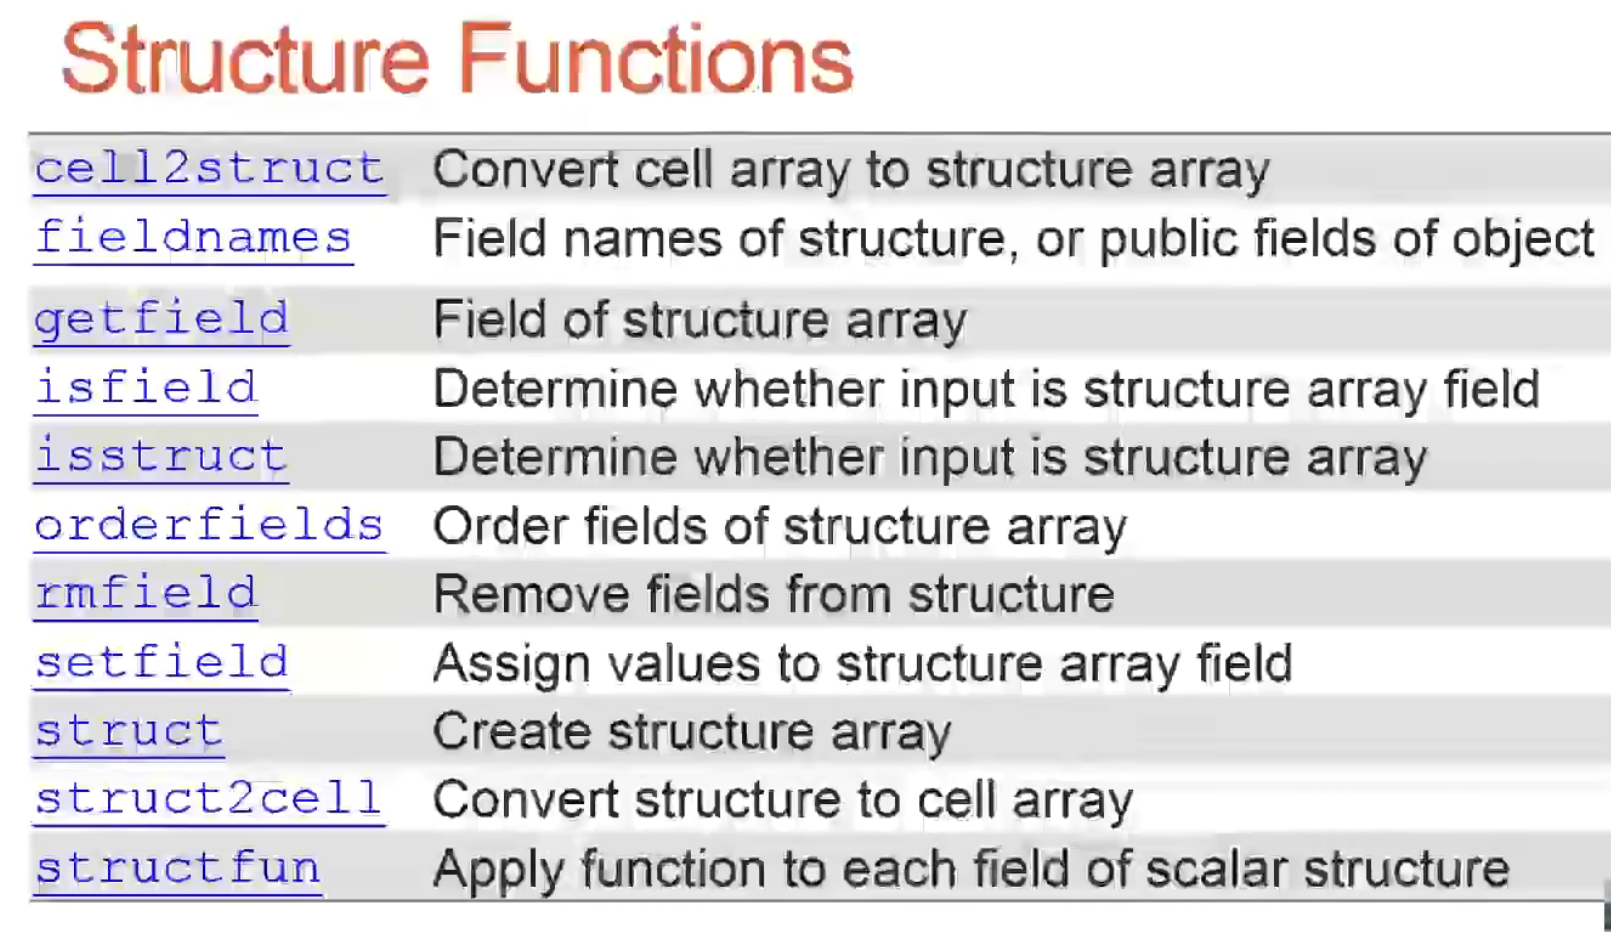 Structure Functions
cell2struct Convert cell array to structure array
fieldnames Field names of structure, or public fields of object
getfield Field of structure array
isfield Determine whether input is structure array field
isstruct Determine whether input is structure array
orderfields Order fields of structure array
rmfield Remove fields from structure
setfield Assign values to structure array field
struct Create structure array
struct2cell Convert structure to cell array
structfun Apply function to each field of scalar structure